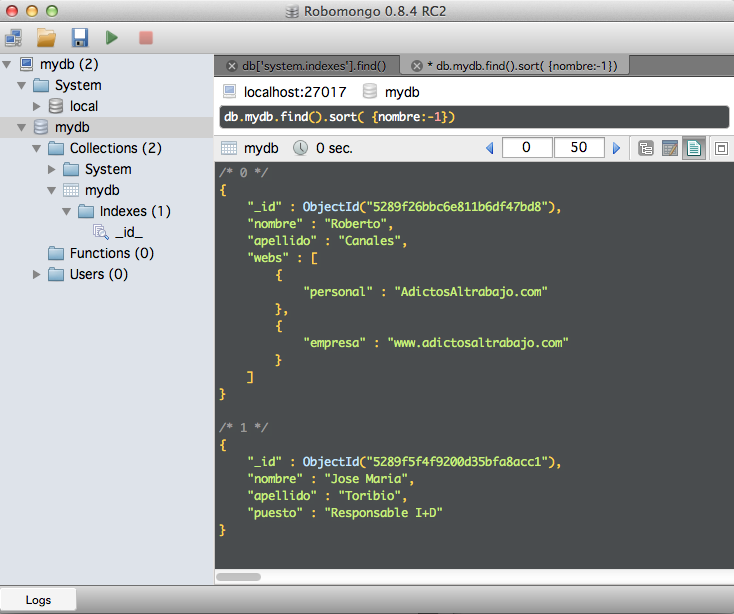 Robomongo 0.8.4 RC2
mydb (2)
System
local
mydb
Collections (2)
System
mydb
Indexes (1)
_id_
Functions (0)
Users (0)
db['system.indexes'].find()
* db.mydb.find().sort( {nombre:-1})
localhost:27017 mydb
db.mydb.find().sort( {nombre:-1})
mydb 0 sec. 0 50
/* 0 */
{
"_id" : ObjectId("5289f26bbc6e811b6df47bd8"),
"nombre" : "Roberto",
"apellido" : "Canales",
"webs" : [
{
"personal" : "AdictosAltrabajo.com"
},
{
"empresa" : "www.adictosaltrabajo.com"
}
]
}
/* 1 */
{
"_id" : ObjectId("5289f5f4f9200d35bfa8acc1"),
"nombre" : "Jose Maria",
"apellido" : "Toribio",
"puesto" : "Responsable I+D"
}
Logs